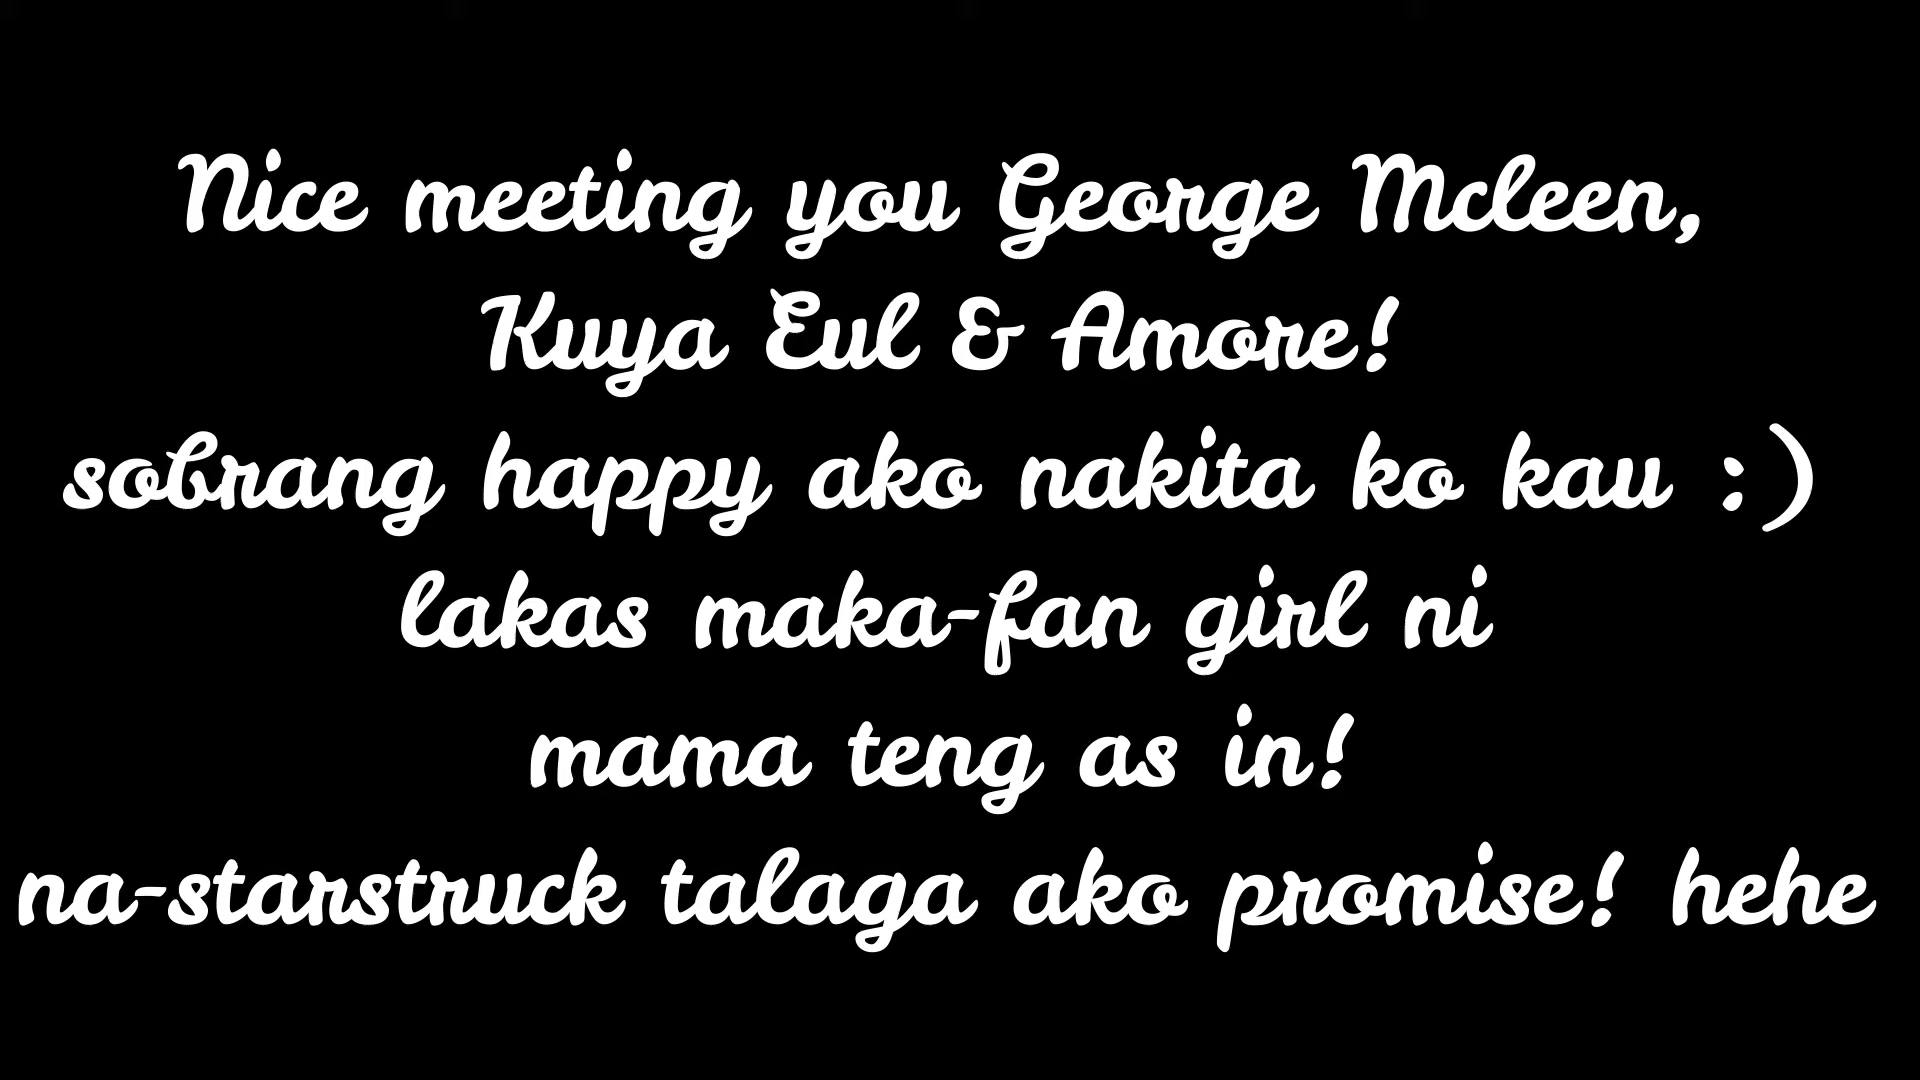 Nice meeting you George Mcleen,
Kuya Eul & Amore!
sobrang happy ako nakita ko kau :)
lakas maka-fan girl ni
mama teng as in!
na-starstruck talaga ako promise! hehe